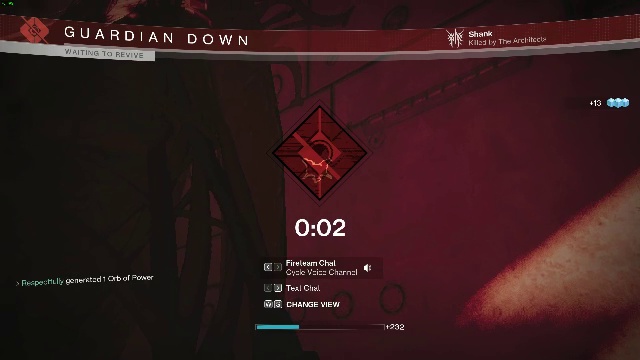 GUARDIAN DOWN
WAITING TO REVIVE
Shank
Killed by The Architects
+13
0:02
Fireteam Chat
Cycle Voice Channel
Text Chat
CHANGE VIEW
Respectfully generated 1 Orb of Power
+232